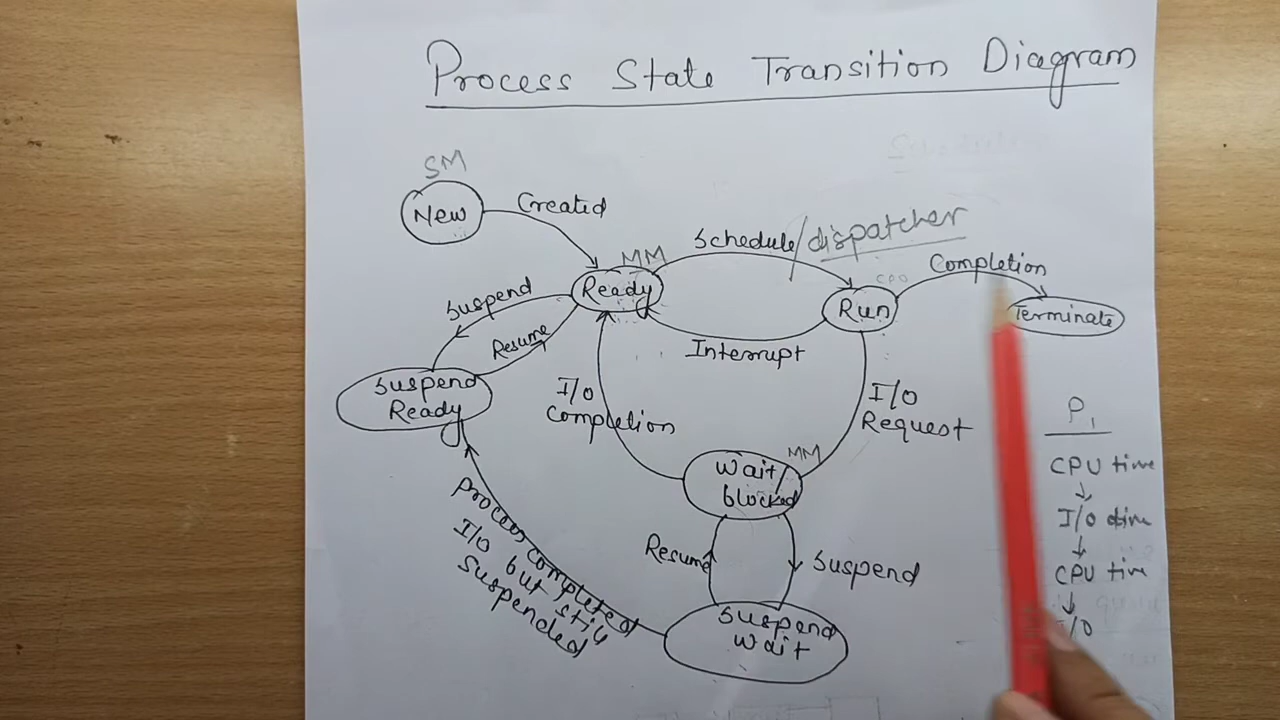 Process State Transition Diagram
SM
New
Created
MM
Ready
Schedule/dispatcher
CPU
Run
Completion
Terminate
Suspend
Resume
Interrupt
Suspend
Ready
I/O
Completion
I/O
Request
MM
Wait/
blocked
Resume
Suspend
Suspend
Wait
Process completed
I/O but still
Suspended
P1
CPU time
I/O time
CPU time
I/O